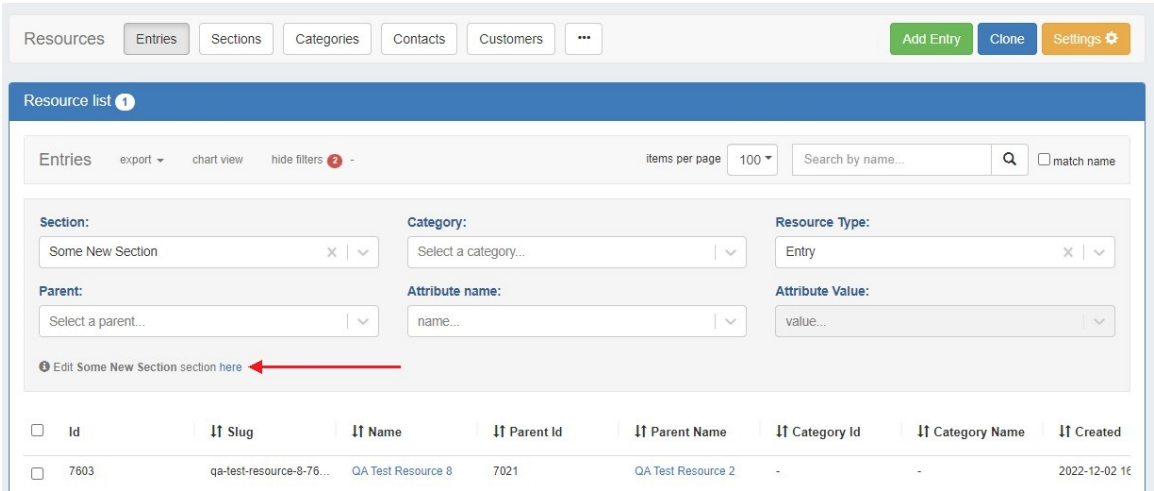 Resources Entries Sections Categories Contacts Customers ••• Add Entry Clone Settings
Resource list 1
Entries export chart view hide filters 2 - items per page 100 Search by name... match name
Section: Category: Resource Type:
Some New Section Select a category... Entry
Parent: Attribute name: Attribute Value:
Select a parent... name... value...
Edit Some New Section section here
Id Slug Name Parent Id Parent Name Category Id Category Name Created
7603 qa-test-resource-8-76... QA Test Resource 8 7021 QA Test Resource 2 - - 2022-12-02 16